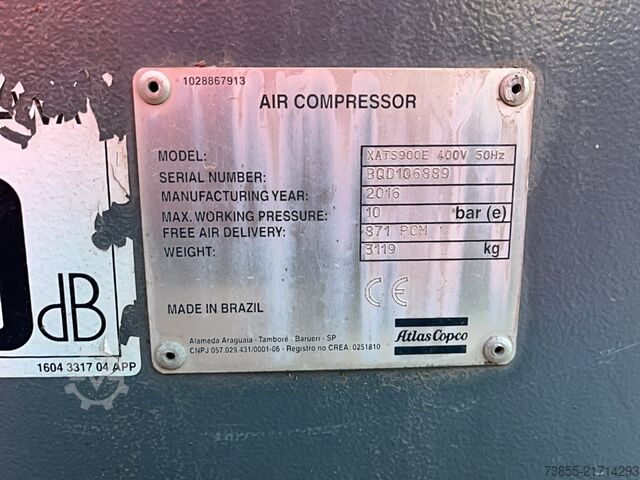 1028867913
AIR COMPRESSOR
MODEL: XATS900E 400V 50Hz
SERIAL NUMBER: BQD106889
MANUFACTURING YEAR: 2016
MAX. WORKING PRESSURE: 10 bar (e)
FREE AIR DELIVERY: 871 PCM
WEIGHT: 3119 kg
MADE IN BRAZIL
CE
Alameda Araguaia - Tamboré - Barueri - SP
CNPJ 057.029.431/0001-06 - Registro no CREA: 0251810
Atlas Copco
dB
1604 3317 04 APP
73855-21714293